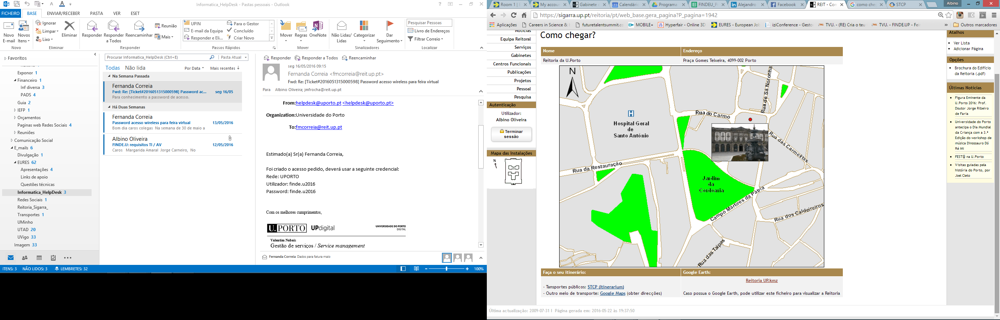 Informatica_HelpDesk - Pastas pessoais - Outlook
FICHEIRO BASE ENVIAR/RECEBER PASTA VER ESET
Novo E-mail
Novos Itens
Novo
Ignorar
Limpar
Lixo
Eliminar
Eliminar
Responder
Responder a Todos
Reencaminhar
Reunião
Mais
Responder
UPIN
E-mail da Equipa
Responder e Eli...
Para o Gestor
Concluído
Criar Novo
Passos Rápidos
Mover
Regras
OneNote
Mover
Não Lidas/ Lidas
Categorizar
Dar Seguimento
Sinalizadores
Pesquisar Pessoas
Livro de Endereços
Filtrar Correio
Localizar
Favoritos
Exponor 1
Financeiro 1
Inf diversa 3
PADS 4
Guia 2
IEFP 1
Orçamentos
Paginas web Redes Sociais 4
Reuniões
Comunicação Social
E_mails 6
Divulgação 1
EURES 62
Apresentações 4
Links de apoio
Questões técnicas
Informatica_HelpDesk 3
Redes Sociais 1
Reitoria_Sigarra_
Transportes 1
UMinho
UTAD 20
UVigo 33
Imagem 33
ITENS: 3 NÃO LIDOS: 3 LEMBRETES: 32
100%
Procurar Informatica_HelpDesk (Ctrl+E)
Pasta Atual
Todas Não lida
Por Data Mais recentes
Na Semana Passada
Fernanda Correia
Fwd: Re: [Ticket#2016051315000598] Password ac... seg 16/05
Para conhecimento a password de acesso.
Há Duas Semanas
Fernanda Correia
Password acesso wireless para feira virtual 13/05/2016
Bom dia caros colegas Na semana de 30 de maio a
Albino Oliveira
FINDE.U: requisitos TI / AV 12/05/2016
Caros Margarida Amaral Jorge Carneiro, No
Responder Responder a Todos Reencaminhar
seg 16/05/2016 09:15
Fernanda Correia <fmcorreia@reit.up.pt>
Fwd: Re: [Ticket#2016051315000598] Password acesso wireless para feira virtual
Para Albino Oliveira; jmfrocha@reit.up.pt
From:helpdesk@uporto.pt <helpdesk@uporto.pt>
Organization:Universidade do Porto
To:fmcorreia@reit.up.pt
Estimado(a) Sr(a) Fernanda Correia,
Foi criado o acesso pedido, deverá usar a seguinte credencial:
Rede: UPORTO
Utilizador: finde.u2016
Password: finde.u2016
Com os melhores cumprimentos,
U.PORTO UPdigital
UNIVERSIDADE DO PORTO
DIGITAL
Valentim Nabais
Gestão de serviços / Service management
Fernanda Correia Dados para fatura maio
Room 1 | E
My accou
Gabinete
Calendário
Programa
FINDEU_P
Alejandro
Facebook
REIT - Con
como che
STCP
Albino
https://sigarra.up.pt/reitoria/pt/web_base.gera_pagina?P_pagina=1942
Aplicações
Careers in Science &
futuretalentsummit.co
MOBILE+
Hyperfair - Online 3D
EURES - European Jo
iziConference - Gesto
TVU. - (RE) Cria o teu
TVU. - FINDE.UP - Fei
Outros marcadores
Notícias
Equipa Reitoral
Serviços
Gabinetes
Centros Funcionais
Publicações
Projetos
Pessoal
Pesquisa
Autenticação
Utilizador:
Albino Oliveira
Terminar sessão
Mapa das Instalações
N
Como chegar?
Nome Endereço
Reitoria da U.Porto Praça Gomes Teixeira, 4099-002 Porto
N
H
Hospital Geral
de
Santo António
Rua do Carmo
Rua de Sá Noronha
Rua das Carmelitas
Rua da Restauração
Jardim
da
Cordoaria
Campo Mártires da Pátria
Rua dos Caldeireiros
Rua das Taipas
Faça o seu itinerário: Google Earth:
Reitoria UP.kmz
- Tansportes públicos: STCP (Itinerarium)
- Outro meio de transporte: Google Maps (obter direcções)
Caso possua o Google Earth, pode utilizar este ficheiro para visualizar a Reitoria
Última actualização: 2009-07-31 I Página gerada em: 2016-05-22 às 19:37:50
Atalhos
Ver Lista
Adicionar Página
Opções
Brochura do Edifício
da Reitoria (.pdf)
Últimas Notícias
Figura Eminente da
U.Porto 2016: Prof.
Doutor Jorge Ribeiro
de Faria
Universidade do Porto
antecipa o Dia Mundial
da Criança com a 3.ª
Edição do workshop de
música Dinossauro Dó
Ré Mi
FEST@ na U.Porto
Visitas guiadas pela
história do Porto, por
Joel Cleto